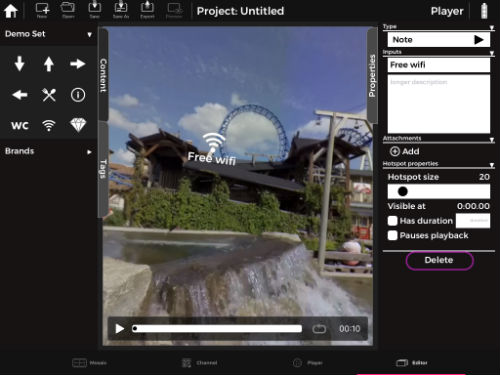 New
Open
Save
Save As
Export
Preview
Project: Untitled
Player
Demo Set
WC
Brands
Content
Tags
Free wifi
00:10
Properties
Type
Note
Inputs
Free wifi
longer description
Attachments
Add
Hotspot properties
Hotspot size 20
Visible at 0:00.00
Has duration
Pauses playback
Delete
Mosaic
Channel
Player
Editor